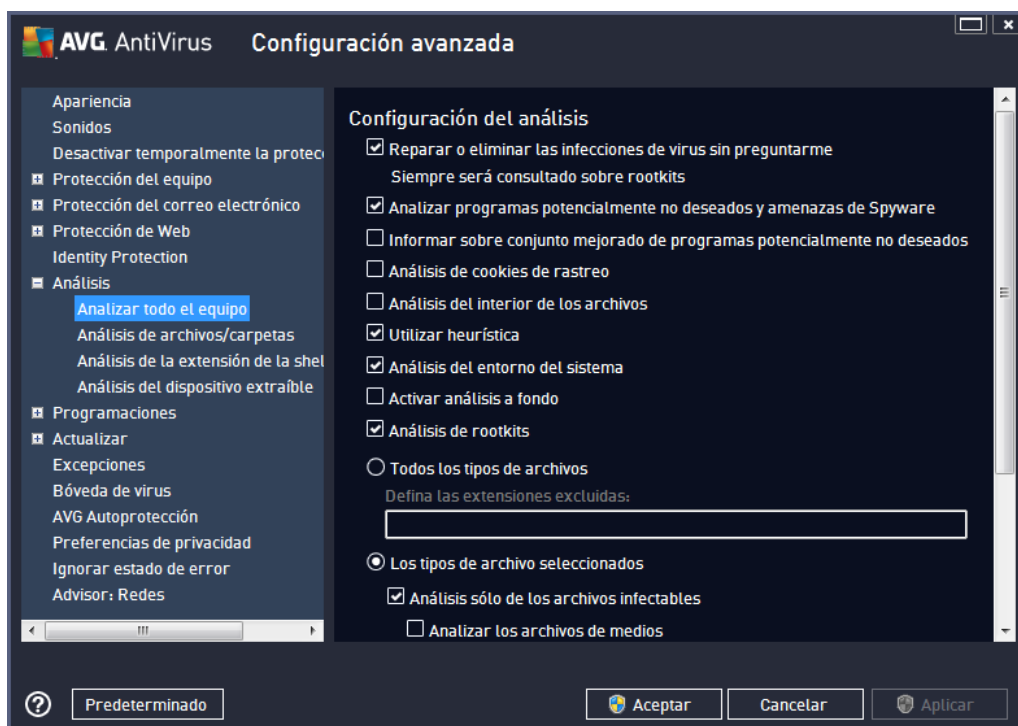 AVG. AntiVirus Configuración avanzada
Apariencia
Sonidos
Desactivar temporalmente la protec
Protección del equipo
Protección del correo electrónico
Protección de Web
Identity Protection
Análisis
Analizar todo el equipo
Análisis de archivos/carpetas
Análisis de la extensión de la shel
Análisis del dispositivo extraíble
Programaciones
Actualizar
Excepciones
Bóveda de virus
AVG Autoprotección
Preferencias de privacidad
Ignorar estado de error
Advisor: Redes
Configuración del análisis
Reparar o eliminar las infecciones de virus sin preguntarme
Siempre será consultado sobre rootkits
Analizar programas potencialmente no deseados y amenazas de Spyware
Informar sobre conjunto mejorado de programas potencialmente no deseados
Análisis de cookies de rastreo
Análisis del interior de los archivos
Utilizar heurística
Análisis del entorno del sistema
Activar análisis a fondo
Análisis de rootkits
Todos los tipos de archivos
Defina las extensiones excluidas:
Los tipos de archivo seleccionados
Análisis sólo de los archivos infectables
Analizar los archivos de medios
Predeterminado
Aceptar
Cancelar
Aplicar